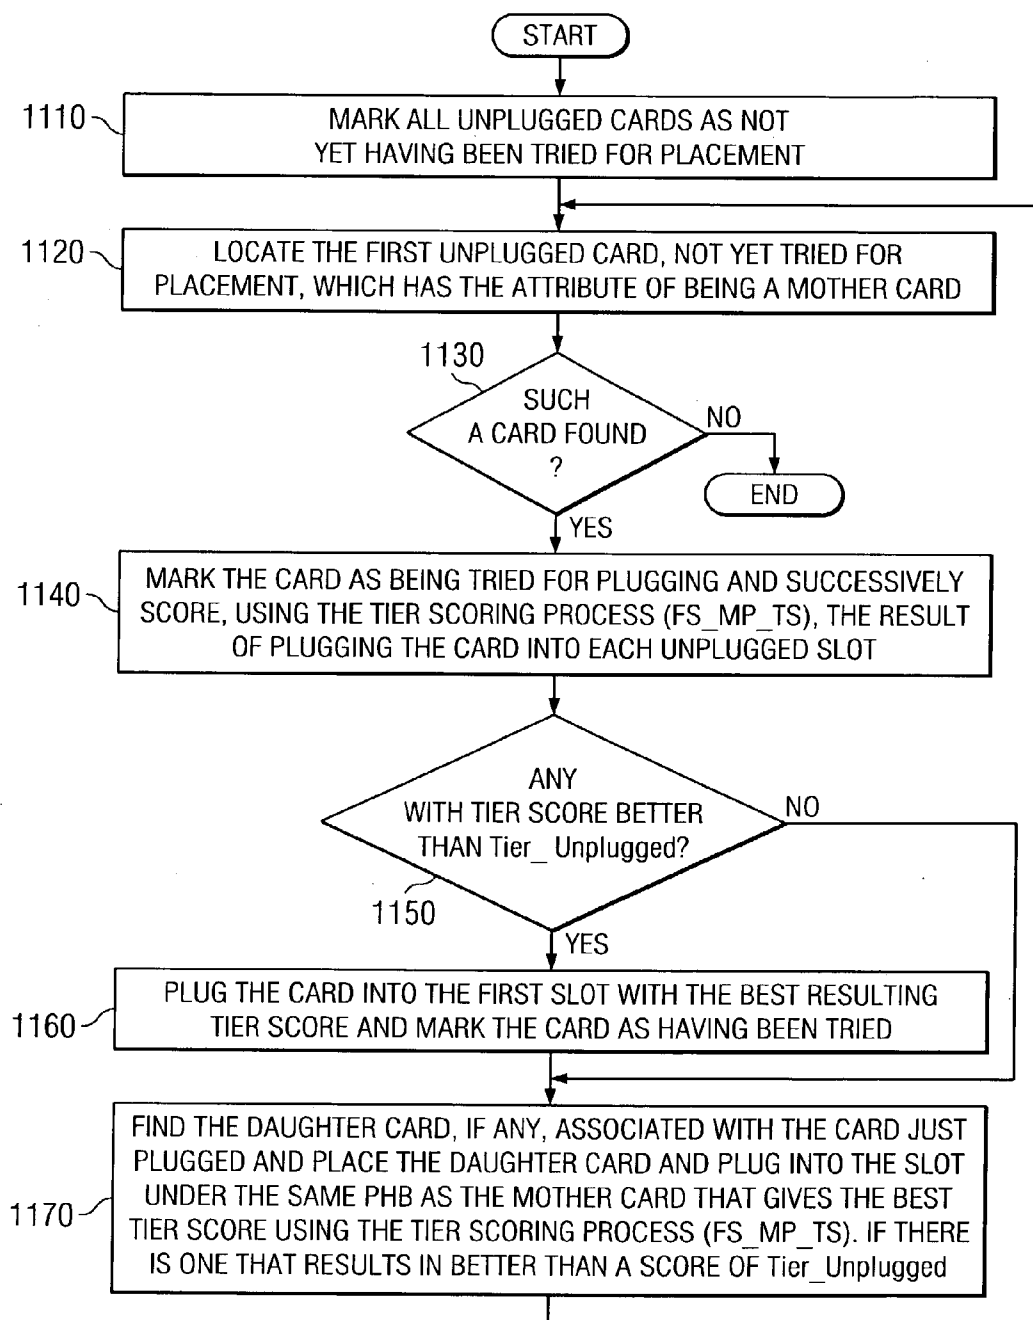 START
1110
MARK ALL UNPLUGGED CARDS AS NOT
YET HAVING BEEN TRIED FOR PLACEMENT
1120
LOCATE THE FIRST UNPLUGGED CARD, NOT YET TRIED FOR
PLACEMENT, WHICH HAS THE ATTRIBUTE OF BEING A MOTHER CARD
1130
SUCH
A CARD FOUND
?
NO
END
YES
1140
MARK THE CARD AS BEING TRIED FOR PLUGGING AND SUCCESSIVELY
SCORE, USING THE TIER SCORING PROCESS (FS_MP_TS), THE RESULT
OF PLUGGING THE CARD INTO EACH UNPLUGGED SLOT
ANY
WITH TIER SCORE BETTER
THAN Tier_ Unplugged?
NO
1150
YES
1160
PLUG THE CARD INTO THE FIRST SLOT WITH THE BEST RESULTING
TIER SCORE AND MARK THE CARD AS HAVING BEEN TRIED
1170
FIND THE DAUGHTER CARD, IF ANY, ASSOCIATED WITH THE CARD JUST
PLUGGED AND PLACE THE DAUGHTER CARD AND PLUG INTO THE SLOT
UNDER THE SAME PHB AS THE MOTHER CARD THAT GIVES THE BEST
TIER SCORE USING THE TIER SCORING PROCESS (FS_MP_TS). IF THERE
IS ONE THAT RESULTS IN BETTER THAN A SCORE OF Tier_Unplugged